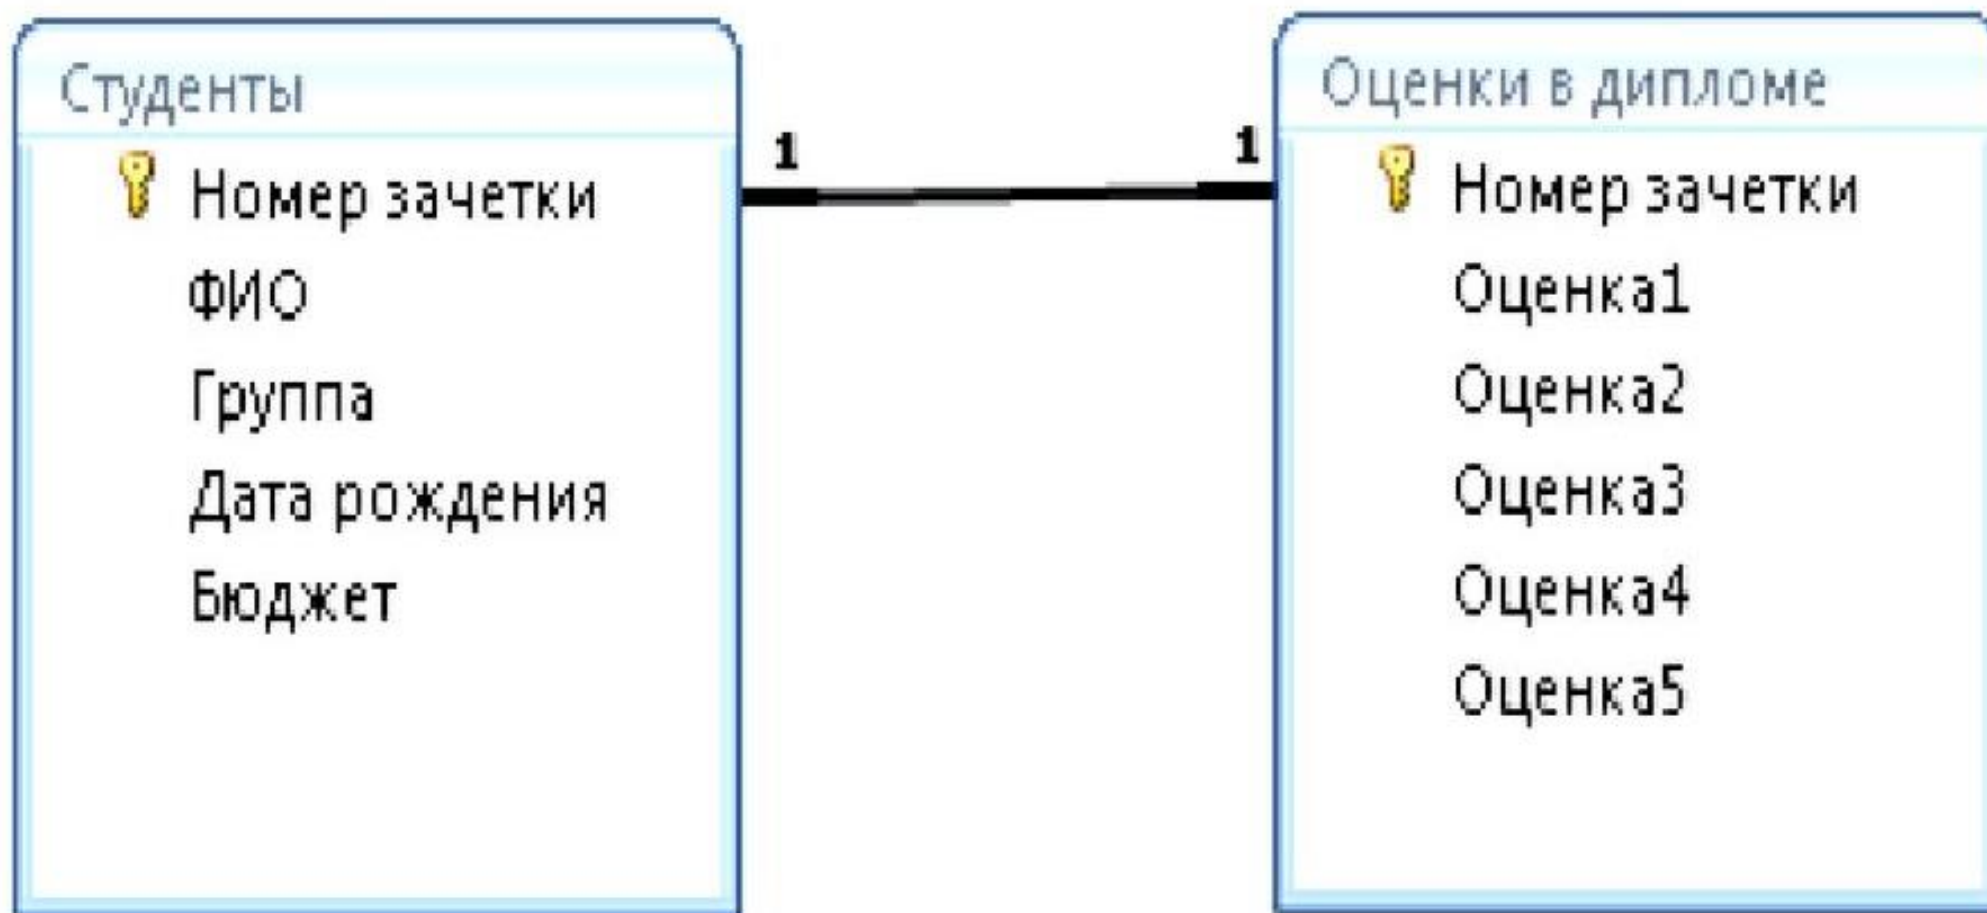 Студенты
Номер зачетки
ФИО
Группа
Дата рождения
Бюджет
1
1
Оценки в дипломе
Номер зачетки
Оценка1
Оценка2
Оценка3
Оценка4
Оценка5